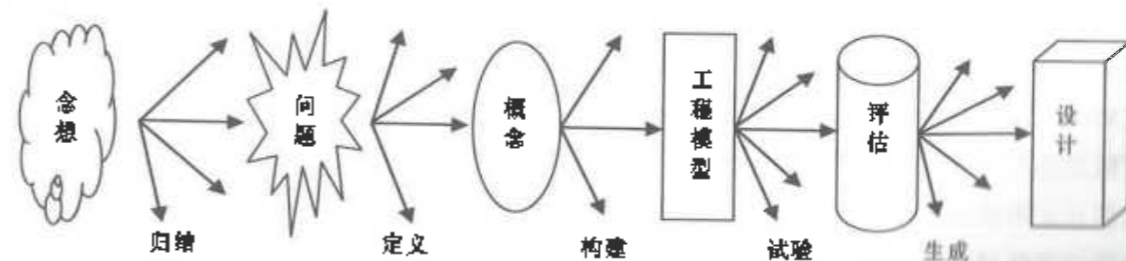 念想
问题
概念
工程模型
评估
设计
归结
定义
构建
试验
生成